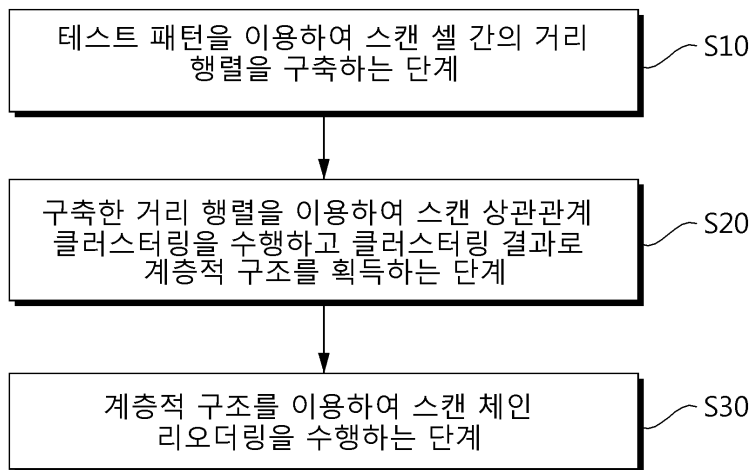 테스트 패턴을 이용하여 스캔 셀 간의 거리
행렬을 구축하는 단계
S10
구축한 거리 행렬을 이용하여 스캔 상관관계
클러스터링을 수행하고 클러스터링 결과로
계층적 구조를 획득하는 단계
S20
계층적 구조를 이용하여 스캔 체인
리오더링을 수행하는 단계
S30